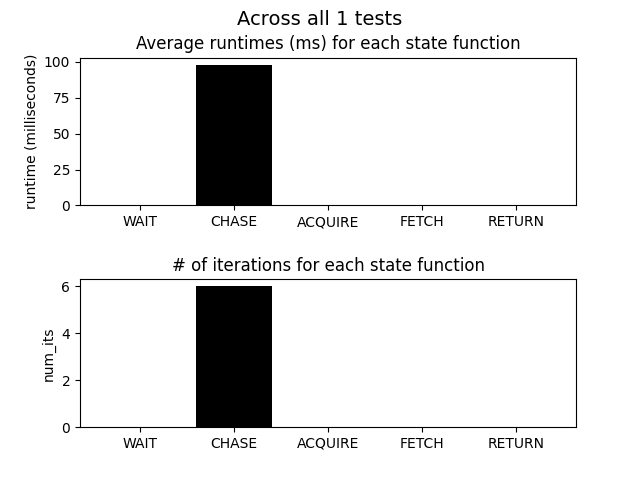 Across all 1 tests
Average runtimes (ms) for each state function
runtime (milliseconds)
100
75
50
25
0
WAIT CHASE ACQUIRE FETCH RETURN
# of iterations for each state function
num_its
6
4
2
0
WAIT CHASE ACQUIRE FETCH RETURN